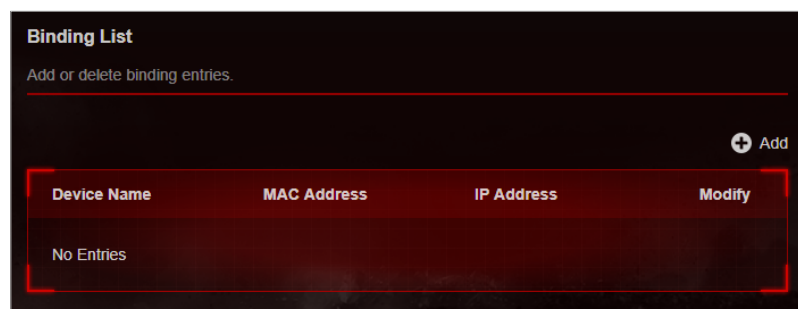 Binding List
Add or delete binding entries.
Add
Device Name MAC Address IP Address Modify
No Entries